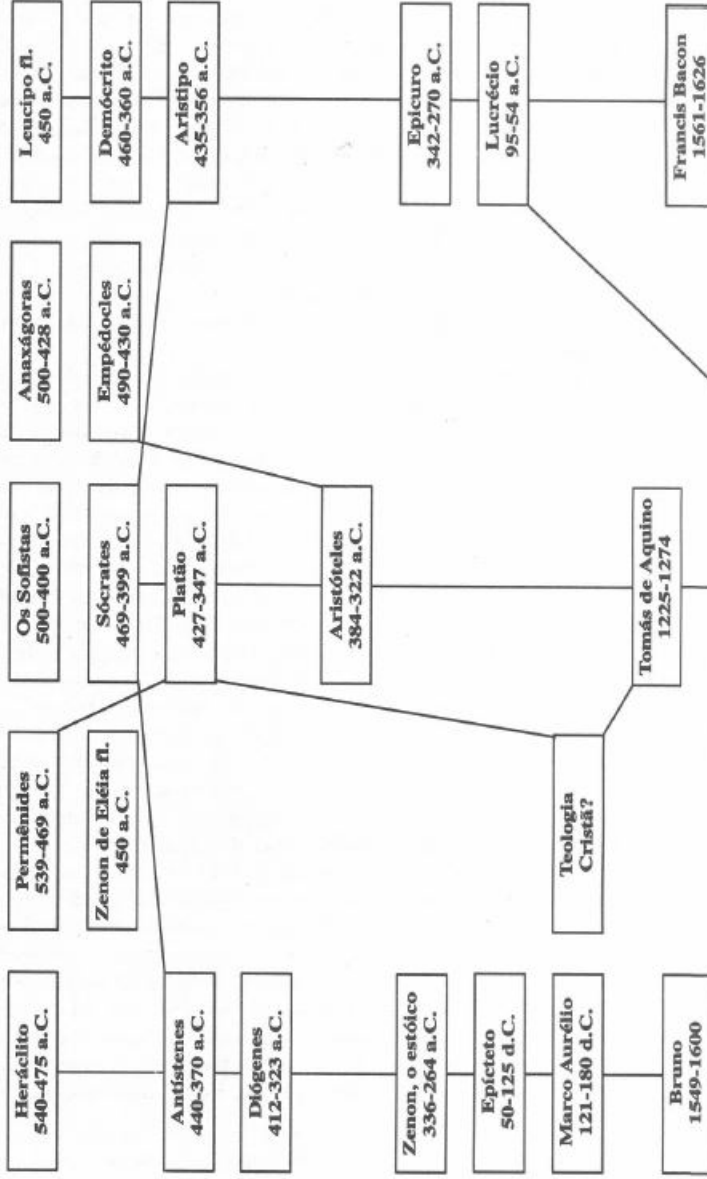 Heráclito
540-475 a.C.
Permênides
539-469 a.C.
Os Sofistas
500-400 a.C.
Anaxágoras
500-428 a.C.
Leucipo fl.
450 a.C.
Zenon de Eléia fl.
450 a.C.
Sócrates
469-399 a.C.
Empédocles
490-430 a.C.
Demócrito
460-360 a.C.
Antístenes
440-370 a.C.
Platão
427-347 a.C.
Aristipo
435-356 a.C.
Diógenes
412-323 a.C.
Aristóteles
384-322 a.C.
Zenon, o estóico
336-264 a.C.
Epicuro
342-270 a.C.
Epícteto
50-125 d.C.
Lucrécio
95-54 a.C.
Marco Aurélio
121-180 d.C.
Teologia
Cristã?
Tomás de Aquino
1225-1274
Bruno
1549-1600
Francis Bacon
1561-1626